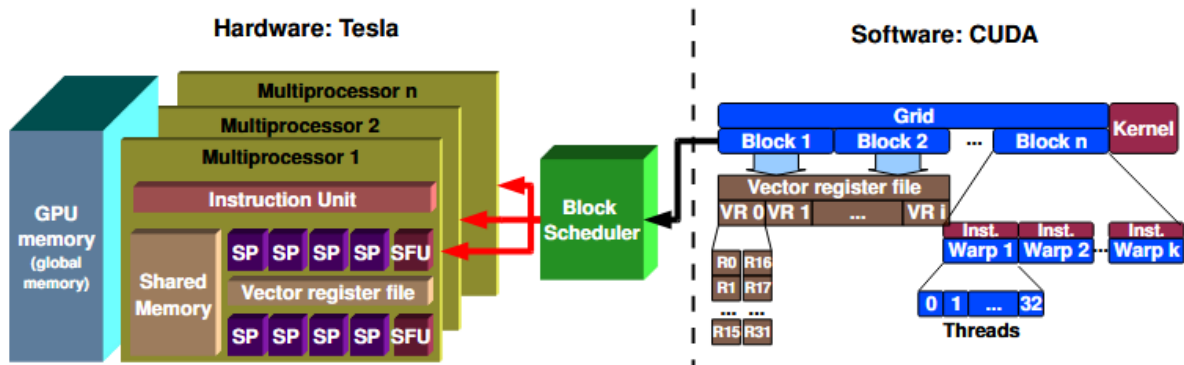 Hardware: Tesla
Software: CUDA
Multiprocessor n
Multiprocessor 2
Multiprocessor 1
Instruction Unit
GPU
memory
(global
memory)
Shared
Memory
SP SP SP SP SFU
Vector register file
SP SP SP SP SFU
Block
Scheduler
Grid
Kernel
Block 1 Block 2 ... Block n
Vector register file
VR 0 VR 1 ... VR i
R0 R16
R1 R17
... ...
R15 R31
Inst. Inst. Inst.
Warp 1 Warp 2 ... Warp k
0 1 ... 32
Threads